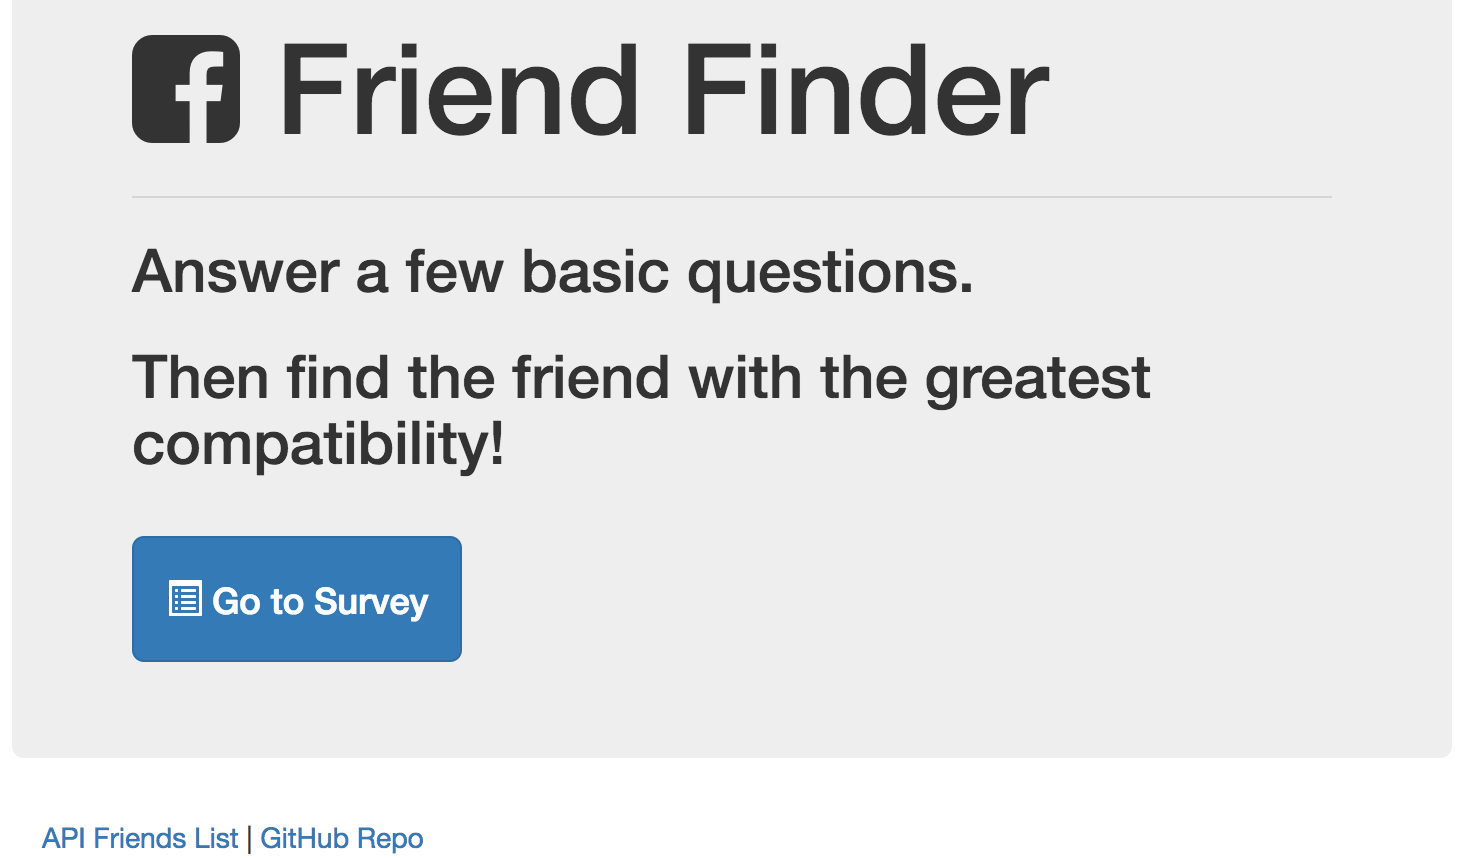 Friend Finder
Answer a few basic questions.
Then find the friend with the greatest
compatibility!
Go to Survey
API Friends List | GitHub Repo